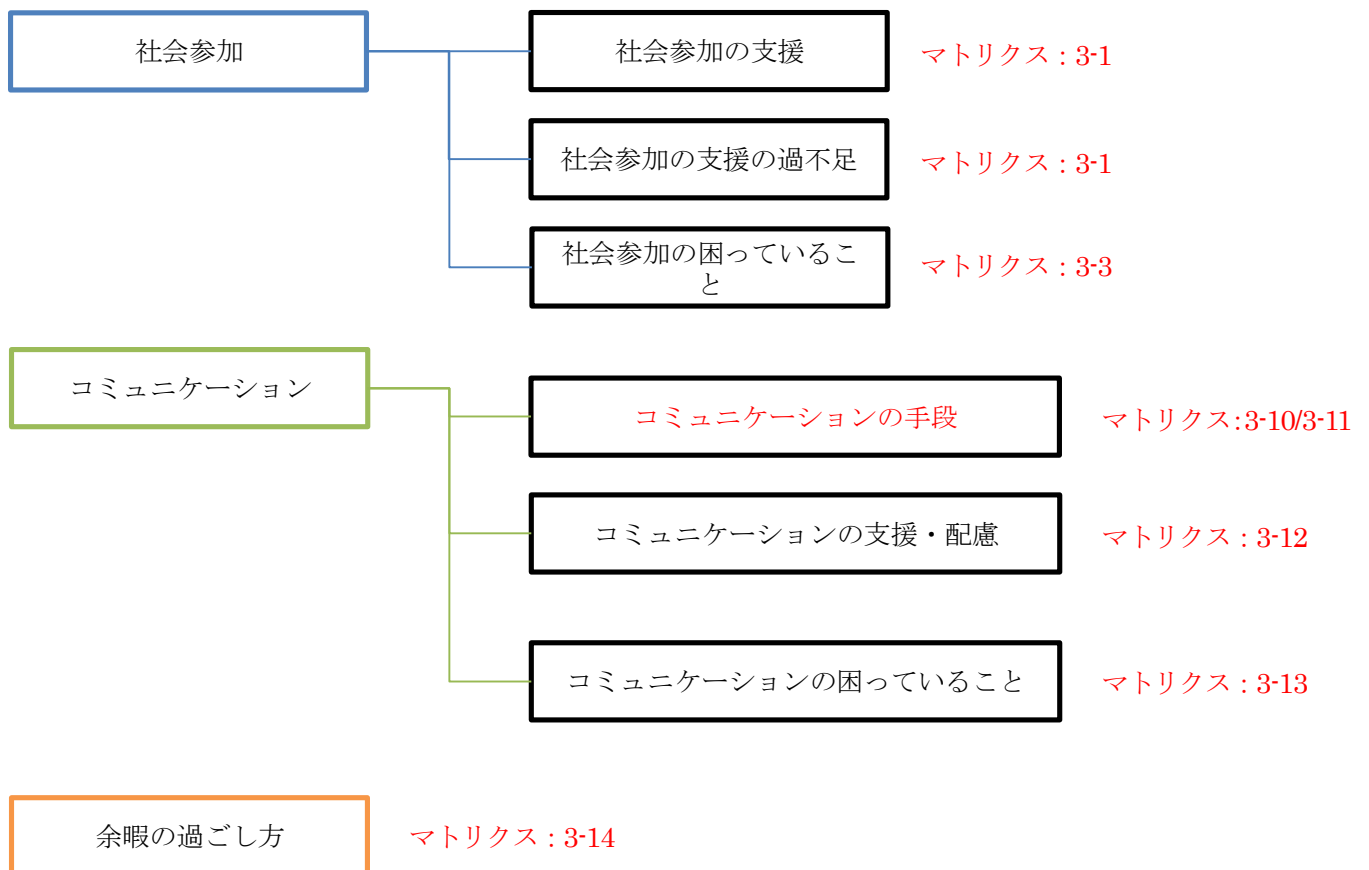 社会参加
社会参加の支援
マトリクス：3-1
社会参加の支援の過不足
マトリクス：3-1
社会参加の困っているこ
と
マトリクス：3-3
コミュニケーション
コミュニケーションの手段
マトリクス:3-10/3-11
コミュニケーションの支援・配慮
マトリクス：3-12
コミュニケーションの困っていること
マトリクス：3-13
余暇の過ごし方
マトリクス：3-14